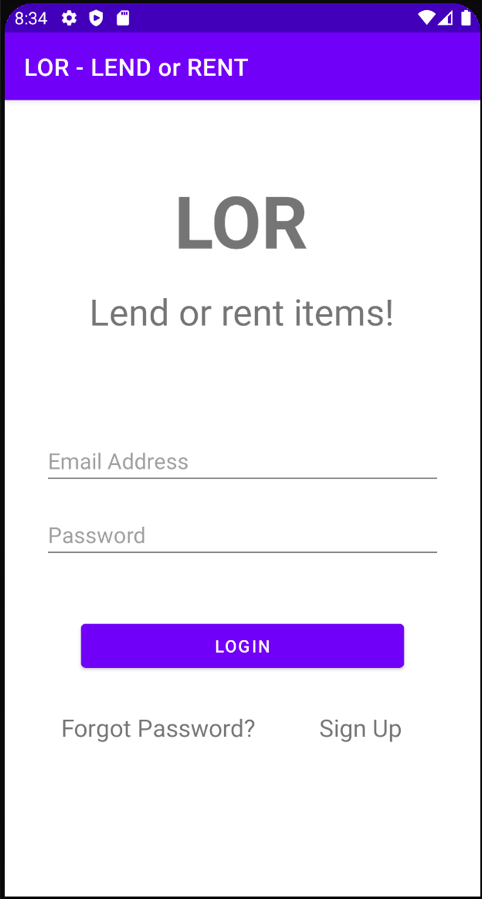 8:34
LOR - LEND or RENT
LOR
Lend or rent items!
Email Address
Password
LOGIN
Forgot Password? Sign Up